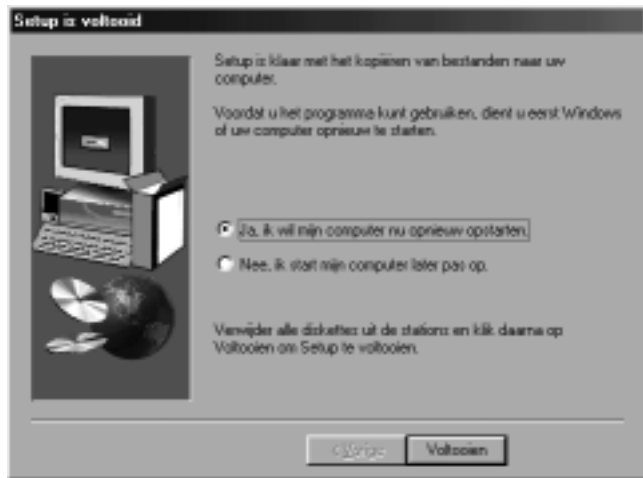 Setup is voltooid
Setup is klaar met het kopiëren van bestanden naar uw
computer.
Voordat u het programma kunt gebruiken, dient u eerst Windows
of uw computer opnieuw te starten.
Ja, ik wil mijn computer nu opnieuw opstarten.
Nee, ik start mijn computer later pas op.
Verwijder alle diskettes uit de stations en klik daarna op
Voltooien om Setup te voltooien.
< Vorige
Voltooien